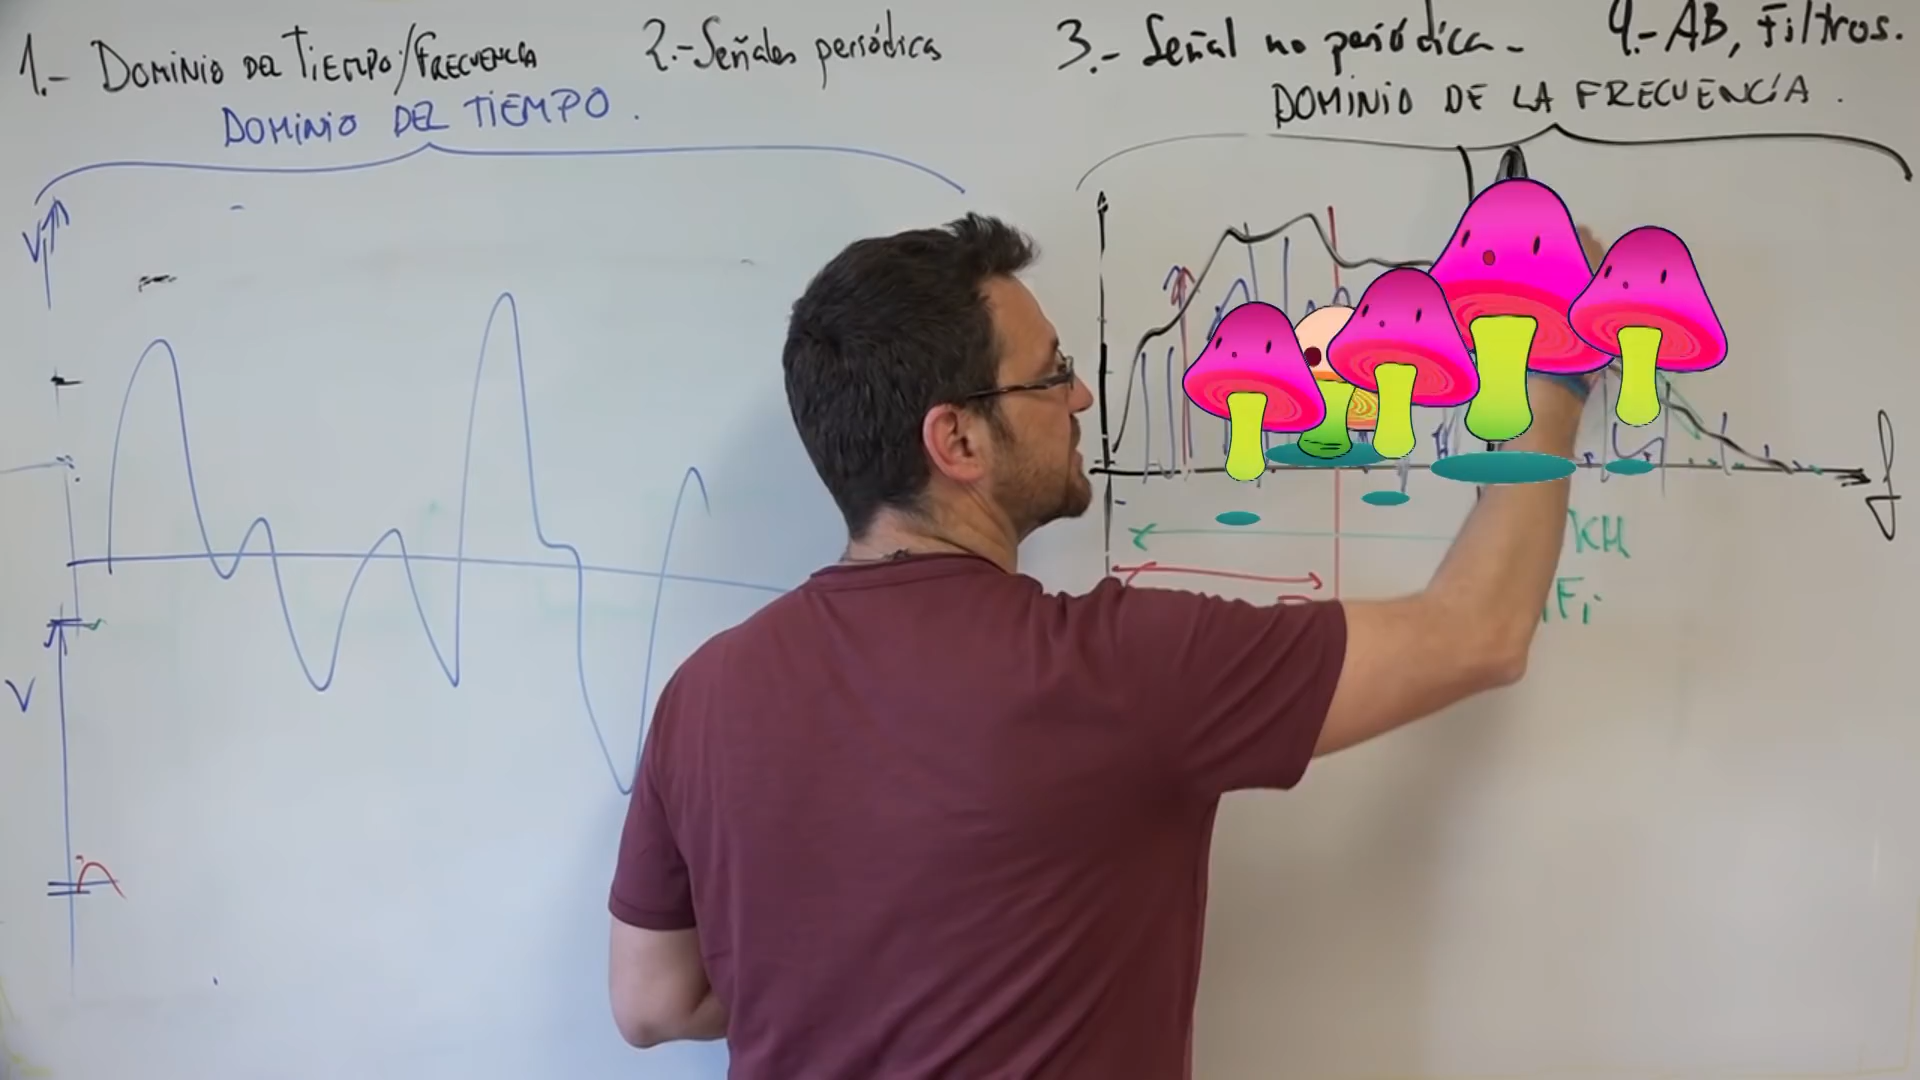 1.- DOMINIO DEL TIEMPO/FRECUENCIA
2.- Señales periódicas
3.- Señal no periódica -
4.- AB, Filtros.
DOMINIO DEL TIEMPO.
DOMINIO DE LA FRECUENCIA.
V
f
V